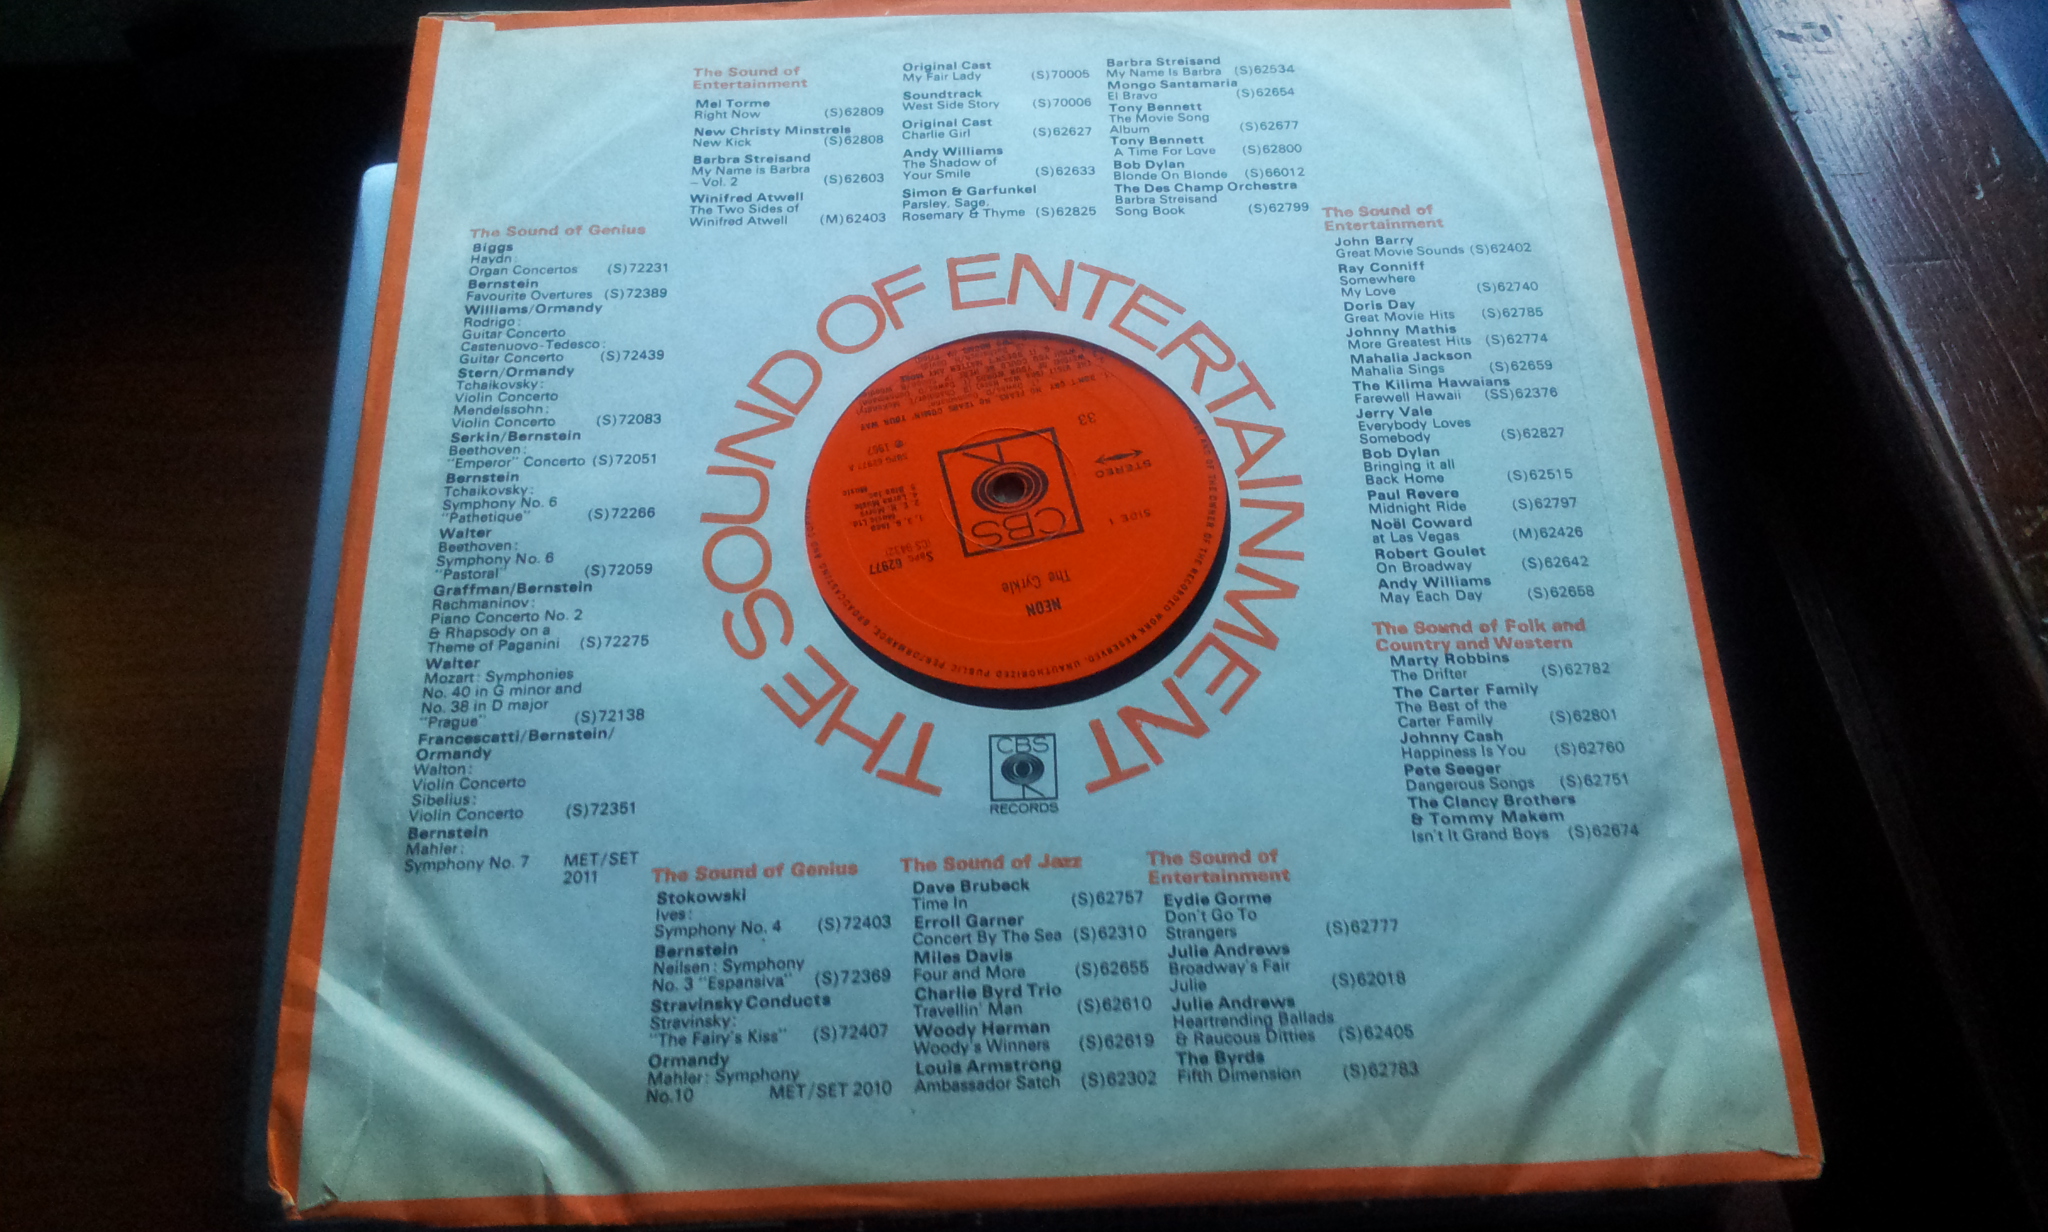 The Sound of
Entertainment
Mel Torme
Right Now (S)62809
New Christy Minstrels
New Kick (S)62808
Barbra Streisand
My Name is Barbra
– Vol. 2 (S)62603
Winifred Atwell
The Two Sides of
Winifred Atwell (M)62403
Original Cast
My Fair Lady (S)70005
Soundtrack
West Side Story (S)70006
Original Cast
Charlie Girl (S)62627
Andy Williams
The Shadow of
Your Smile (S)62633
Simon & Garfunkel
Parsley, Sage,
Rosemary & Thyme (S)62825
Barbra Streisand
My Name Is Barbra (S)62534
Mongo Santamaria
El Bravo (S)62654
Tony Bennett
The Movie Song
Album (S)62677
Tony Bennett
A Time For Love (S)62800
Bob Dylan
Blonde On Blonde (S)66012
The Des Champ Orchestra
Barbra Streisand
Song Book (S)62799
The Sound of Genius
Biggs
Haydn:
Organ Concertos (S)72231
Bernstein
Favourite Overtures (S)72389
Williams/Ormandy
Rodrigo:
Guitar Concerto
Castenuovo-Tedesco:
Guitar Concerto (S)72439
Stern/Ormandy
Tchaikovsky:
Violin Concerto
Mendelssohn:
Violin Concerto (S)72083
Serkin/Bernstein
Beethoven:
"Emperor" Concerto (S)72051
Bernstein
Tchaikovsky:
Symphony No. 6
"Pathetique" (S)72266
Walter
Beethoven:
Symphony No. 6
"Pastoral" (S)72059
Graffman/Bernstein
Rachmaninov:
Piano Concerto No. 2
& Rhapsody on a
Theme of Paganini (S)72275
Walter
Mozart: Symphonies
No. 40 in G minor and
No. 38 in D major
"Prague" (S)72138
Francescatti/Bernstein/
Ormandy
Walton:
Violin Concerto
Sibelius:
Violin Concerto (S)72351
Bernstein
Mahler:
Symphony No. 7 MET/SET
2011
THE SOUND OF ENTERTAINMENT
NEON
The Cyrkle
SBPG 62977
SIDE 1
CBS
STEREO
33
℗ 1967
CBS
RECORDS
The Sound of
Entertainment
John Barry
Great Movie Sounds (S)62402
Ray Conniff
Somewhere
My Love (S)62740
Doris Day
Great Movie Hits (S)62785
Johnny Mathis
More Greatest Hits (S)62774
Mahalia Jackson
Mahalia Sings (S)62659
The Kilima Hawaians
Farewell Hawaii (SS)62376
Jerry Vale
Everybody Loves
Somebody (S)62827
Bob Dylan
Bringing it all
Back Home (S)62515
Paul Revere
Midnight Ride (S)62797
Noël Coward
at Las Vegas (M)62426
Robert Goulet
On Broadway (S)62642
Andy Williams
May Each Day (S)62658
The Sound of Folk and
Country and Western
Marty Robbins
The Drifter (S)62782
The Carter Family
The Best of the
Carter Family (S)62801
Johnny Cash
Happiness Is You (S)62760
Pete Seeger
Dangerous Songs (S)62751
The Clancy Brothers
& Tommy Makem
Isn't It Grand Boys (S)62674
The Sound of Genius
Stokowski
Ives:
Symphony No. 4 (S)72403
Bernstein
Neilsen: Symphony
No. 3 "Espansiva" (S)72369
Stravinsky Conducts
Stravinsky:
"The Fairy's Kiss" (S)72407
Ormandy
Mahler: Symphony
No.10 MET/SET 2010
The Sound of Jazz
Dave Brubeck
Time In (S)62757
Erroll Garner
Concert By The Sea (S)62310
Miles Davis
Four and More (S)62655
Charlie Byrd Trio
Travellin' Man (S)62610
Woody Herman
Woody's Winners (S)62619
Louis Armstrong
Ambassador Satch (S)62302
The Sound of
Entertainment
Eydie Gorme
Don't Go To
Strangers (S)62777
Julie Andrews
Broadway's Fair
Julie (S)62018
Julie Andrews
Heartrending Ballads
& Raucous Ditties (S)62405
The Byrds
Fifth Dimension (S)62783